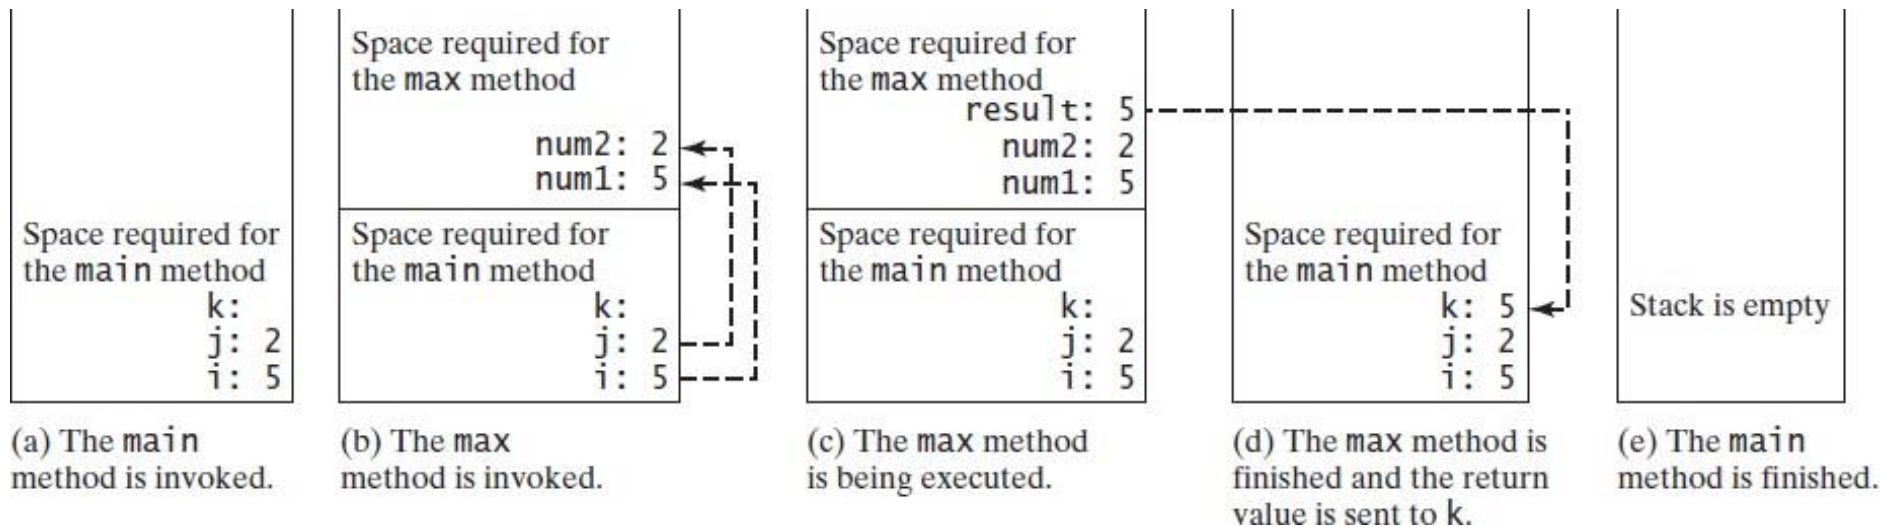 Space required for
the main method
k:
j: 2
i: 5
(a) The main
method is invoked.
Space required for
the max method
num2: 2
num1: 5
Space required for
the main method
k:
j: 2
i: 5
(b) The max
method is invoked.
Space required for
the max method
result: 5
num2: 2
num1: 5
Space required for
the main method
k:
j: 2
i: 5
(c) The max method
is being executed.
Space required for
the main method
k: 5
j: 2
i: 5
(d) The max method is
finished and the return
value is sent to k.
Stack is empty
(e) The main
method is finished.